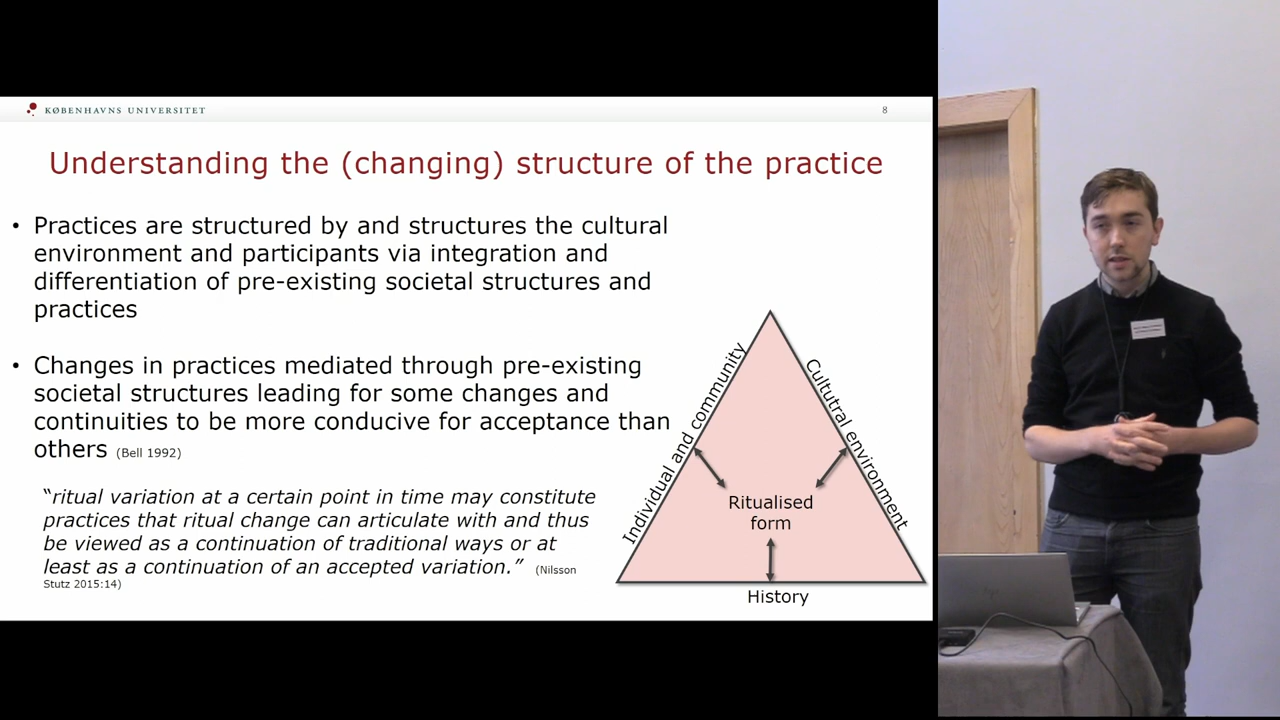 KØBENHAVNS UNIVERSITET
8
Understanding the (changing) structure of the practice
• Practices are structured by and structures the cultural
environment and participants via integration and
differentiation of pre-existing societal structures and
practices
• Changes in practices mediated through pre-existing
societal structures leading for some changes and
continuities to be more conducive for acceptance than
others (Bell 1992)
“ritual variation at a certain point in time may constitute
practices that ritual change can articulate with and thus
be viewed as a continuation of traditional ways or at
least as a continuation of an accepted variation.” (Nilsson
Stutz 2015:14)
Individual and community
Cultutral environment
Ritualised
form
History